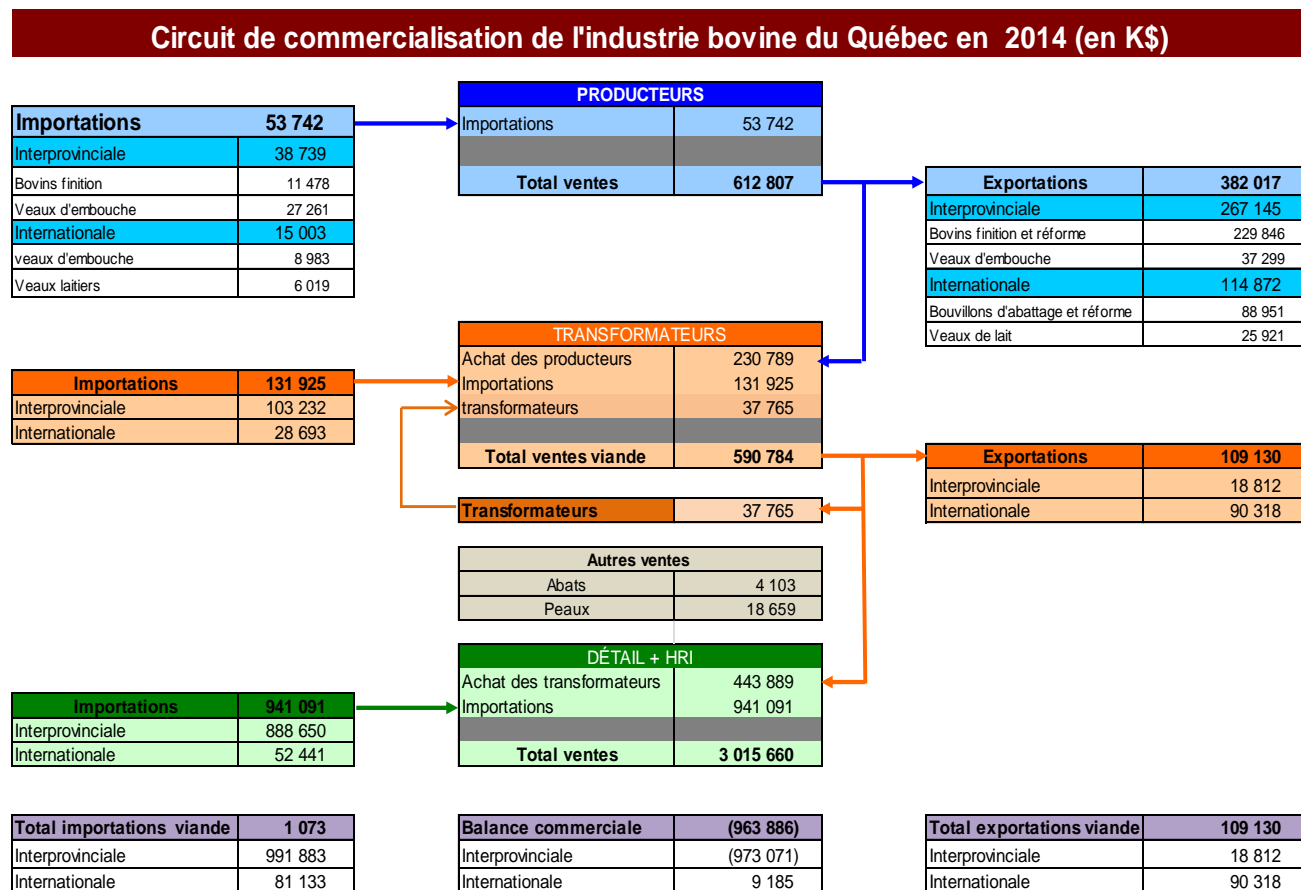 Circuit de commercialisation de l'industrie bovine du Québec en 2014 (en K$)
PRODUCTEURS
Importations 53 742
Total ventes 612 807
Importations 53 742
Interprovinciale 38 739
Bovins finition 11 478
Veaux d'embouche 27 261
Internationale 15 003
veaux d'embouche 8 983
Veaux laitiers 6 019
Exportations 382 017
Interprovinciale 267 145
Bovins finition et réforme 229 846
Veaux d'embouche 37 299
Internationale 114 872
Bouvillons d'abattage et réforme 88 951
Veaux de lait 25 921
TRANSFORMATEURS
Achat des producteurs 230 789
Importations 131 925
transformateurs 37 765
Total ventes viande 590 784
Importations 131 925
Interprovinciale 103 232
Internationale 28 693
Exportations 109 130
Interprovinciale 18 812
Internationale 90 318
Transformateurs 37 765
Autres ventes
Abats 4 103
Peaux 18 659
DÉTAIL + HRI
Achat des transformateurs 443 889
Importations 941 091
Total ventes 3 015 660
Importations 941 091
Interprovinciale 888 650
Internationale 52 441
Total importations viande 1 073
Interprovinciale 991 883
Internationale 81 133
Balance commerciale (963 886)
Interprovinciale (973 071)
Internationale 9 185
Total exportations viande 109 130
Interprovinciale 18 812
Internationale 90 318